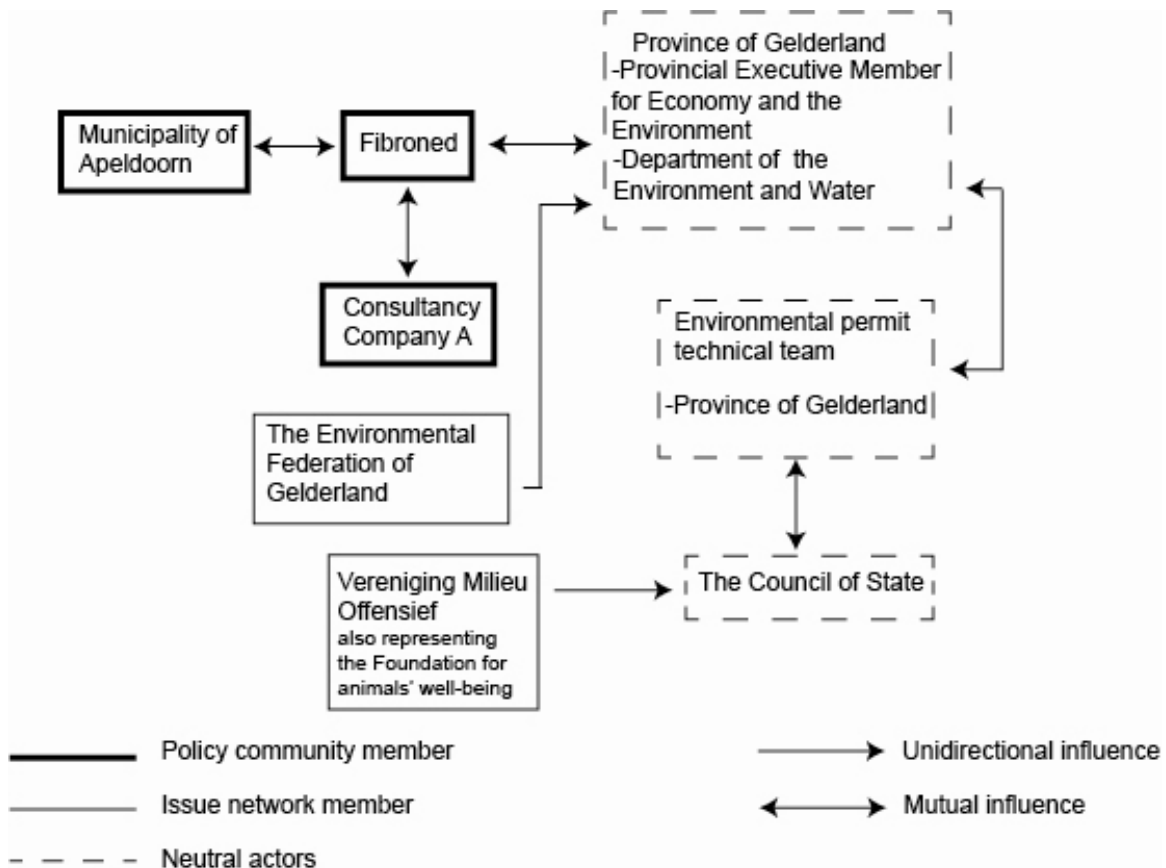 Province of Gelderland
-Provincial Executive Member
for Economy and the
Environment
-Department of the
Environment and Water
Municipality of
Apeldoorn
Fibroned
Consultancy
Company A
Environmental permit
technical team
-Province of Gelderland
The Environmental
Federation of
Gelderland
Vereniging Milieu
Offensief
also representing
the Foundation for
animals' well-being
The Council of State
Policy community member
Issue network member
Neutral actors
Unidirectional influence
Mutual influence